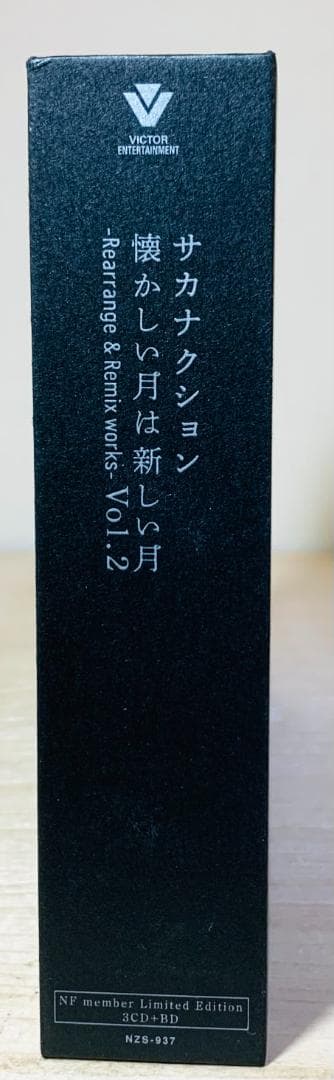 VICTOR
ENTERTAINMENT
サカナクション
懐かしい月は新しい月
-Rearrange & Remix works- Vol.2
NF member Limited Edition
3CD+BD
NZS-937